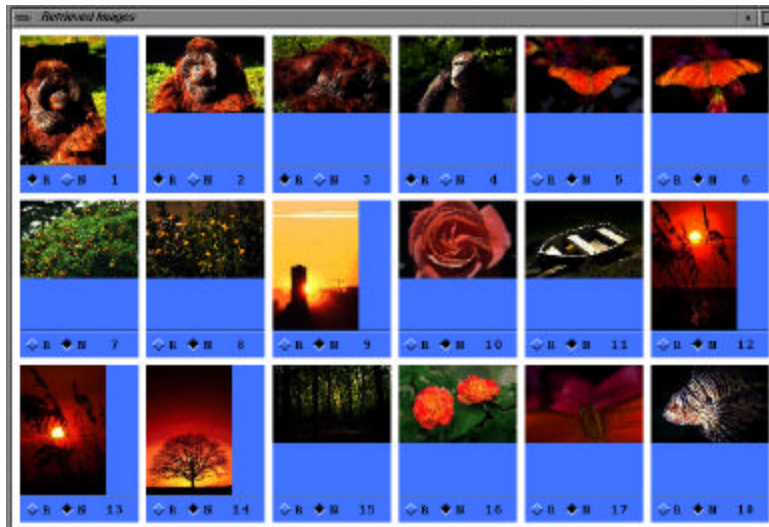 Retrieved Images
R N 1
R N 2
R N 3
R N 4
R N 5
R N 6
R N 7
R N 8
R N 9
R N 10
R N 11
R N 12
R N 13
R N 14
R N 15
R N 16
R N 17
R N 18